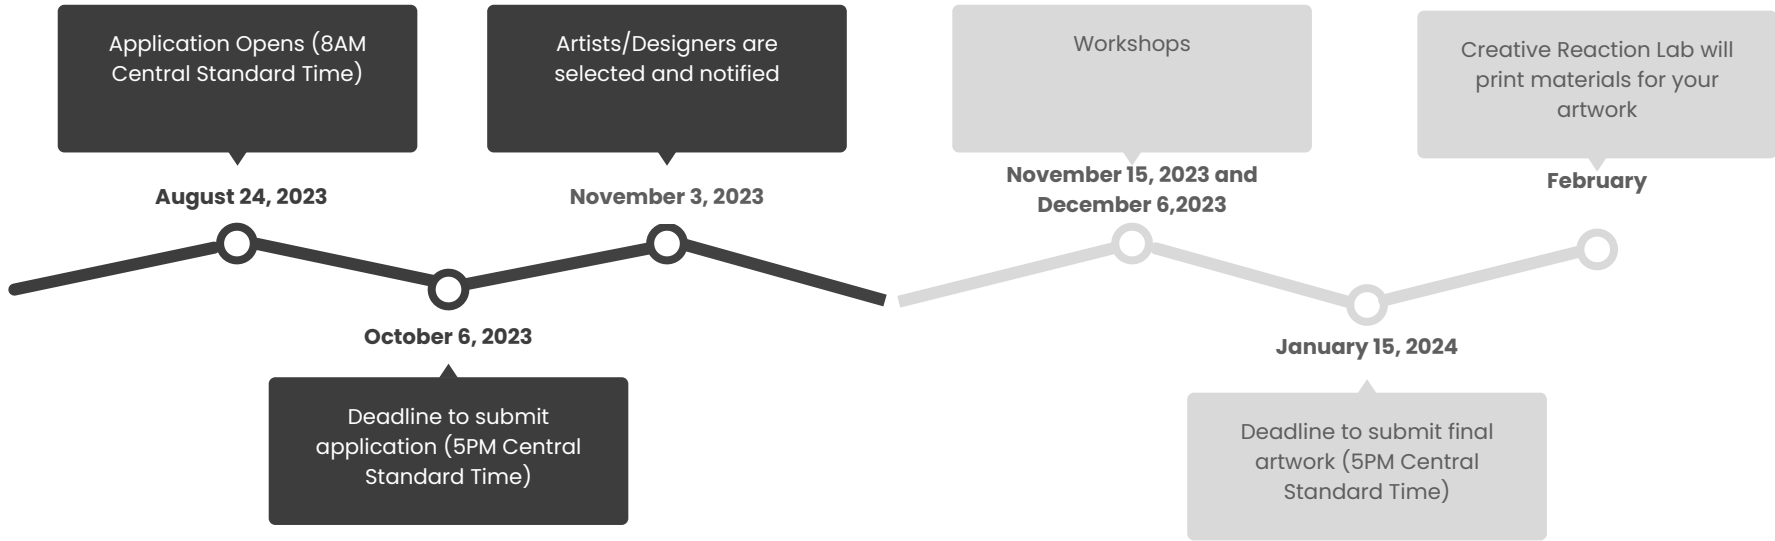 Application Opens (8AM
Central Standard Time)
August 24, 2023
October 6, 2023
Deadline to submit
application (5PM Central
Standard Time)
Artists/Designers are
selected and notified
November 3, 2023
Workshops
November 15, 2023 and
December 6,2023
January 15, 2024
Deadline to submit final
artwork (5PM Central
Standard Time)
Creative Reaction Lab will
print materials for your
artwork
February